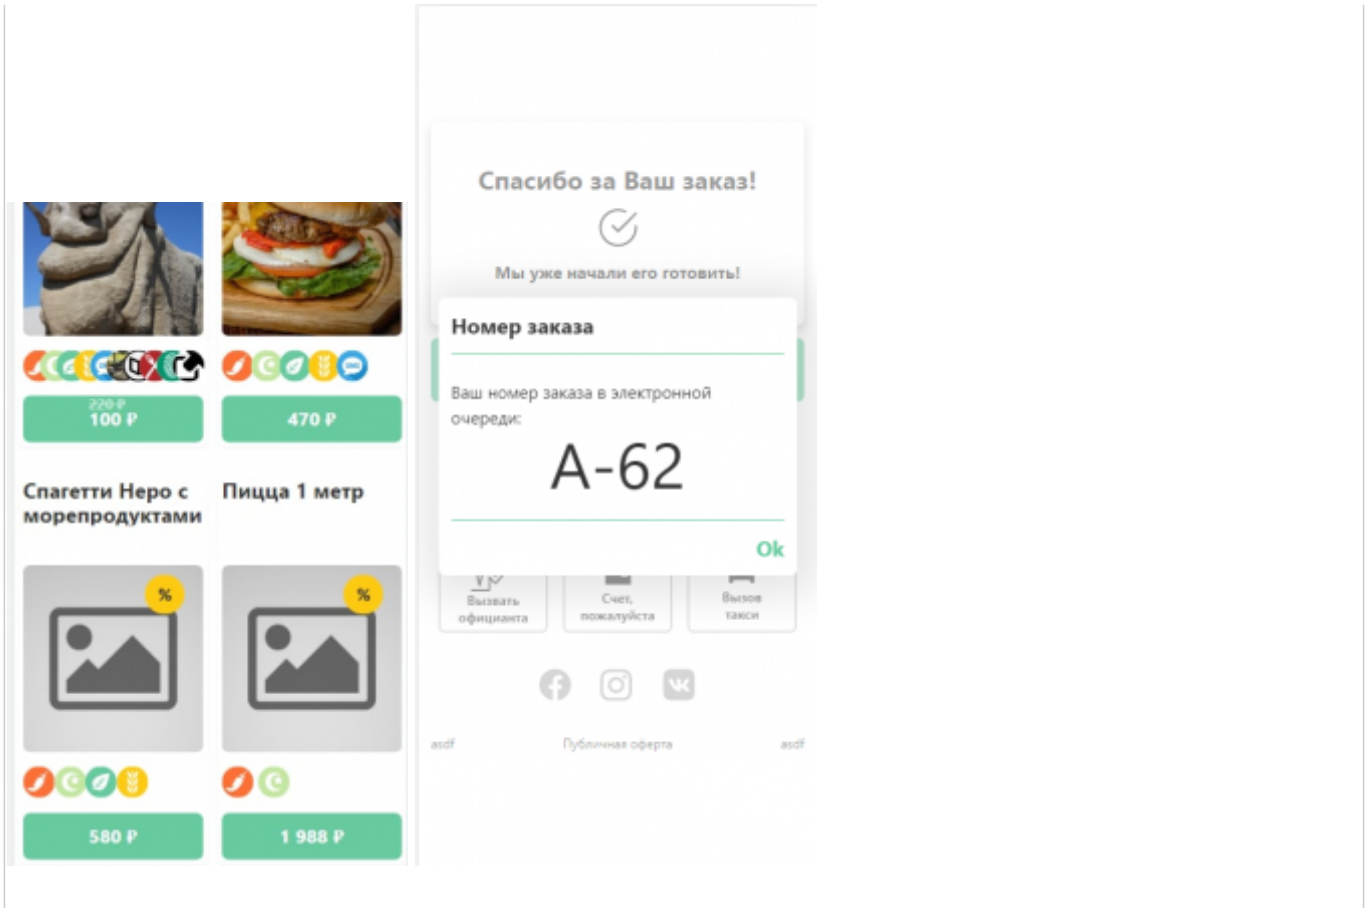 220 ₽
100 ₽
470 ₽
Спагетти Неро с
морепродуктами
Пицца 1 метр
%
%
580 ₽
1 988 ₽
Спасибо за Ваш заказ!
Мы уже начали его готовить!
Номер заказа
Ваш номер заказа в электронной
очереди:
A-62
Ok
Вызвать
официанта
Счет,
пожалуйста
Вызов
такси
asdf
Публичная оферта
asdf